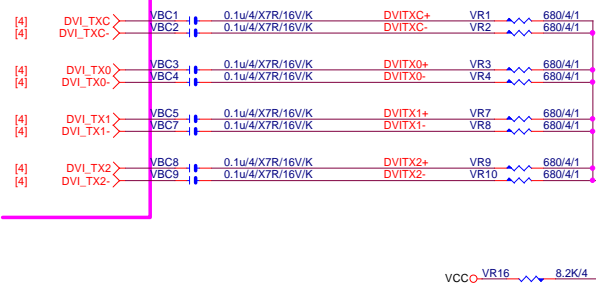 [4] DVI_TXC VBC1 0.1u/4/X7R/16V/K DVITXC+ VR1 680/4/1
[4] DVI_TXC- VBC2 0.1u/4/X7R/16V/K DVITXC- VR2 680/4/1
[4] DVI_TX0 VBC3 0.1u/4/X7R/16V/K DVITX0+ VR3 680/4/1
[4] DVI_TX0- VBC4 0.1u/4/X7R/16V/K DVITX0- VR4 680/4/1
[4] DVI_TX1 VBC5 0.1u/4/X7R/16V/K DVITX1+ VR7 680/4/1
[4] DVI_TX1- VBC7 0.1u/4/X7R/16V/K DVITX1- VR8 680/4/1
[4] DVI_TX2 VBC8 0.1u/4/X7R/16V/K DVITX2+ VR9 680/4/1
[4] DVI_TX2- VBC9 0.1u/4/X7R/16V/K DVITX2- VR10 680/4/1
VCC VR16 8.2K/4